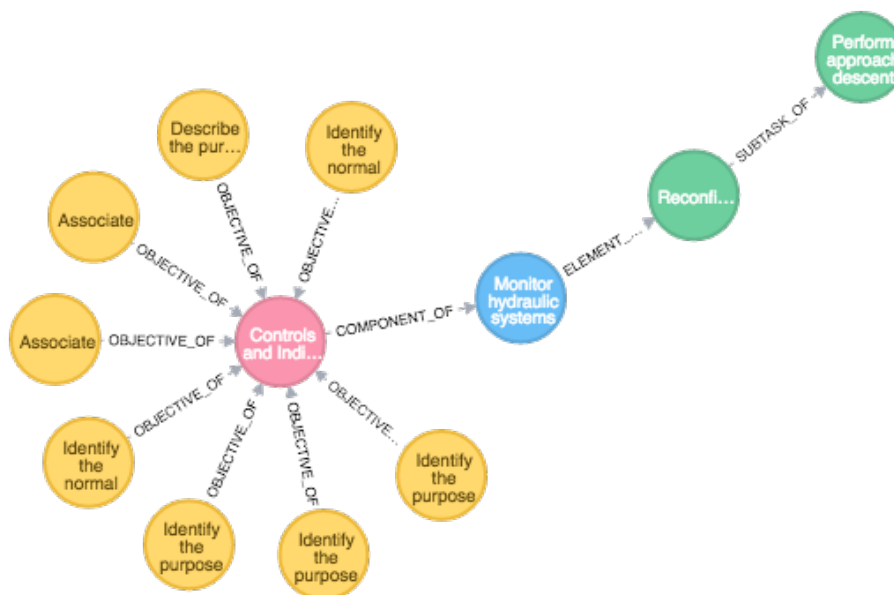 Perform
approach
descent
Describe
the pur…
Identify
the
normal
SUBTASK_OF
Reconfi…
Associate
OBJECTIVE_OF
OBJECTIVE…
OBJECTIVE_OF
ELEMENT_…
Monitor
hydraulic
systems
COMPONENT_OF
Controls
and Indi…
Associate
OBJECTIVE_OF
OBJECTIVE_OF
OBJECTIVE_OF
OBJECTIVE_OF
OBJECTIVE…
Identify
the
normal
Identify
the
purpose
Identify
the
purpose
Identify
the
purpose